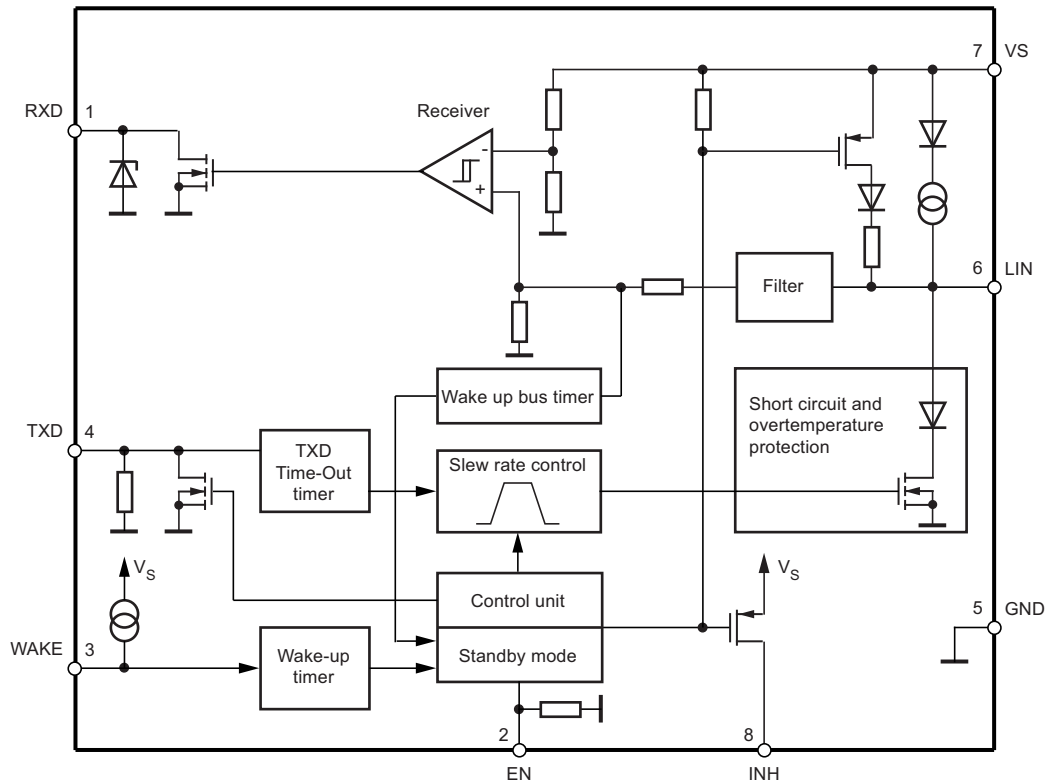 7 VS
RXD 1
Receiver
-
+
6 LIN
Filter
Wake up bus timer
Short circuit and
overtemperature
protection
TXD 4
TXD
Time-Out
timer
Slew rate control
VS
VS
Control unit
5 GND
WAKE 3
Wake-up
timer
Standby mode
2
8
EN
INH